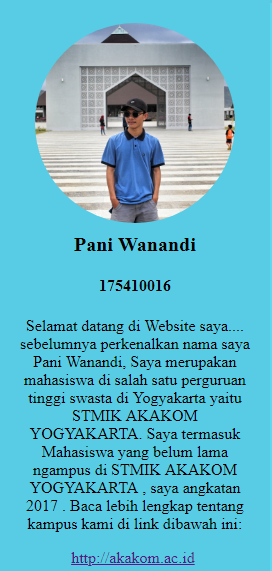 Pani Wanandi
175410016
Selamat datang di Website saya....
sebelumnya perkenalkan nama saya
Pani Wanandi, Saya merupakan
mahasiswa di salah satu perguruan
tinggi swasta di Yogyakarta yaitu
STMIK AKAKOM
YOGYAKARTA. Saya termasuk
Mahasiswa yang belum lama
ngampus di STMIK AKAKOM
YOGYAKARTA , saya angkatan
2017 . Baca lebih lengkap tentang
kampus kami di link dibawah ini:
http://akakom.ac.id